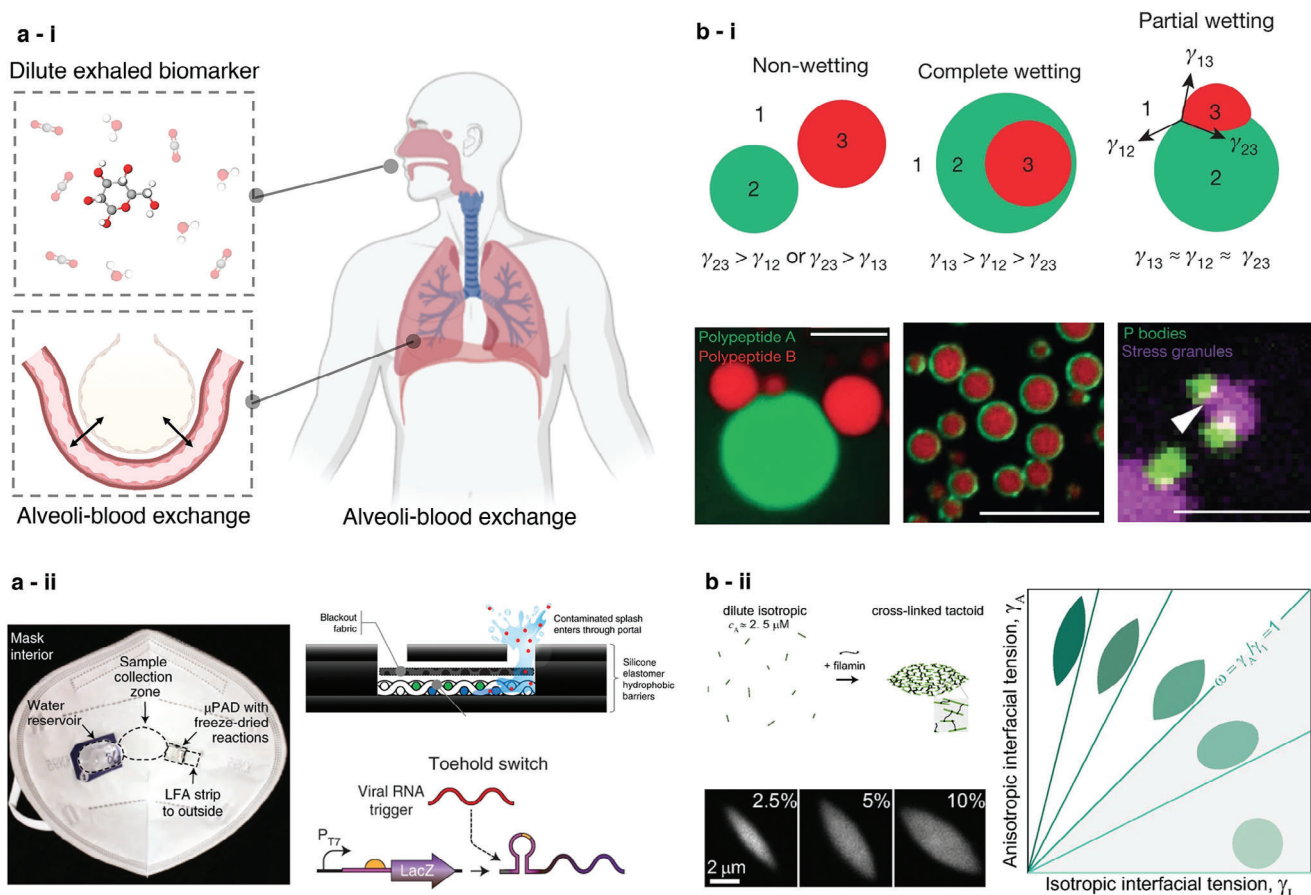 a - i
Dilute exhaled biomarker
Alveoli-blood exchange
Alveoli-blood exchange
b - i
Non-wetting
1
2
3
γ23 > γ12 or γ23 > γ13
Complete wetting
1
2
3
γ13 > γ12 > γ23
Partial wetting
γ13
1
3
γ12
γ23
2
γ13 ≈ γ12 ≈ γ23
Polypeptide A
Polypeptide B
P bodies
Stress granules
a - ii
Mask
interior
Sample
collection
zone
Water
reservoir
µPAD with
freeze-dried
reactions
LFA strip
to outside
Blackout
fabric
Contaminated splash
enters through portal
Silicone
elastomer
hydrophobic
barriers
Toehold switch
Viral RNA
trigger
PT7
LacZ
b - ii
dilute isotropic
cA ≃ 2. 5 µM
+ filamin
cross-linked tactoid
2.5%
5%
10%
2 µm
Anisotropic interfacial tension, γA
ω = γA/γI = 1
Isotropic interfacial tension, γI